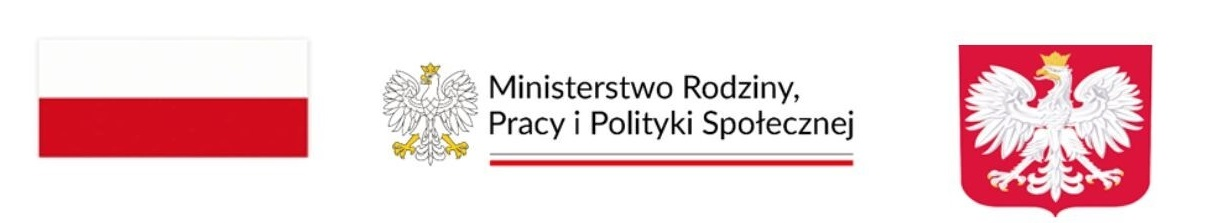 Ministerstwo Rodziny,
Pracy i Polityki Społecznej